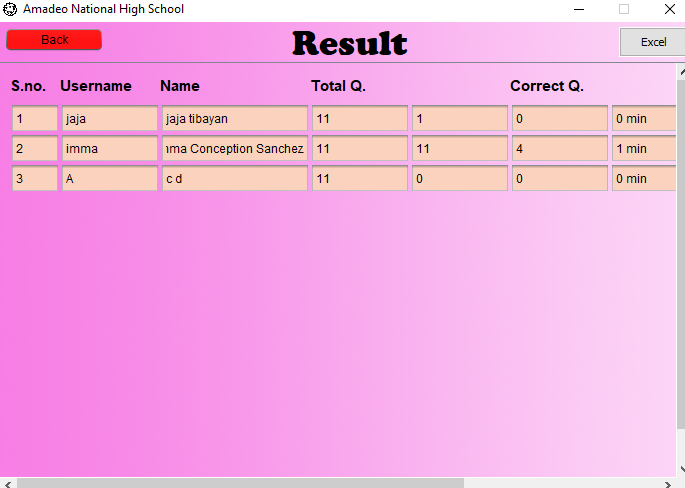 Amadeo National High School
Back Result Excel
S.no. Username Name Total Q. Correct Q.
1 jaja jaja tibayan 11 1 0 0 min
2 imma Conception Sanchez 11 11 4 1 min
3 A c d 11 0 0 0 min